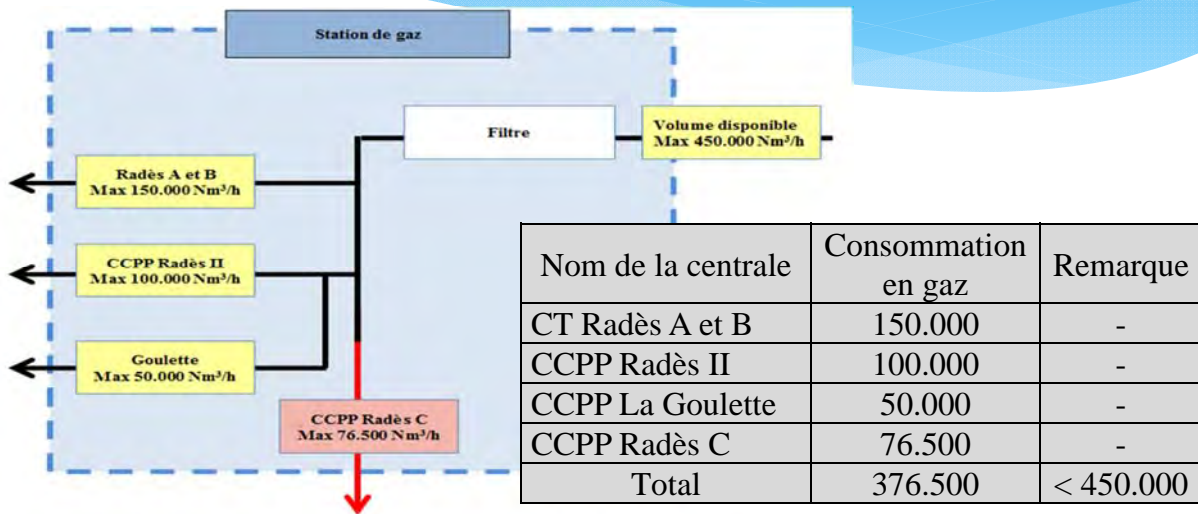 Station de gaz
Filtre
Volume disponible
Max 450.000 Nm³/h
Radès A et B
Max 150.000 Nm³/h
CCPP Radès II
Max 100.000 Nm³/h
Goulette
Max 50.000 Nm³/h
CCPP Radès C
Max 76.500 Nm³/h
Nom de la centrale
Consommation
en gaz
Remarque
CT Radès A et B 150.000 -
CCPP Radès II 100.000 -
CCPP La Goulette 50.000 -
CCPP Radès C 76.500 -
Total 376.500 < 450.000